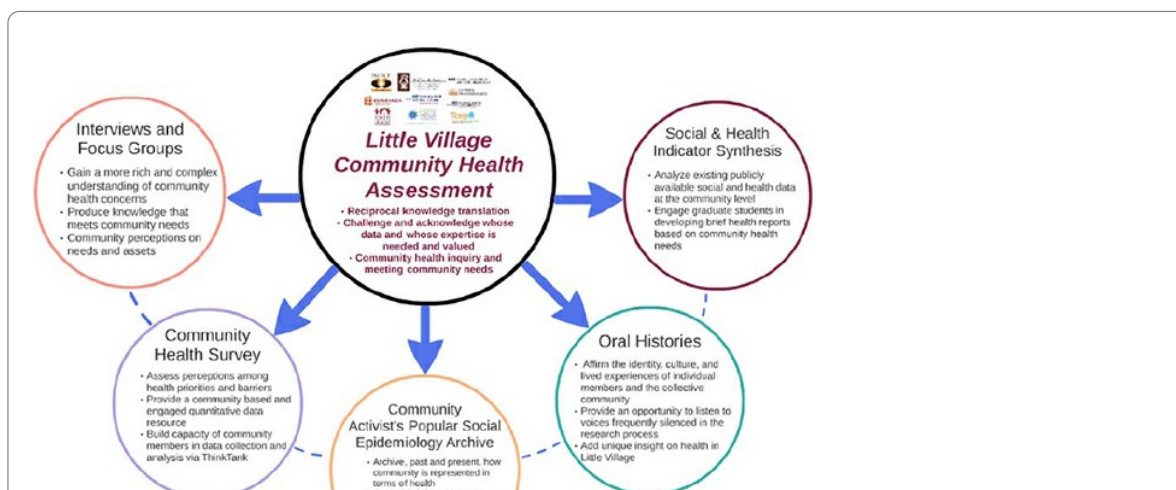 Little Village
Community Health
Assessment
• Reciprocal knowledge translation
• Challenge and acknowledge whose
data and whose expertise is
needed and valued
• Community health inquiry and
meeting community needs
Interviews and
Focus Groups
• Gain a more rich and complex
understanding of community
health concerns
• Produce knowledge that
meets community needs
• Community perceptions on
needs and assets
Community
Health Survey
• Assess perceptions among
health priorities and barriers
• Provide a community based and
engaged quantitative data
resource
• Build capacity of community
members in data collection and
analysis via ThinkTank
Community
Activist's Popular Social
Epidemiology Archive
• Archive, past and present, how
community is represented in
terms of health
Oral Histories
• Affirm the identity, culture, and
lived experiences of individual
members and the collective
community
• Provide an opportunity to listen to
voices frequently silenced in the
research process
• Add unique insight on health in
Little Village
Social & Health
Indicator Synthesis
• Analyze existing publicly
available social and health data
at the community level
• Engage graduate students in
developing brief health reports
based on community health
needs